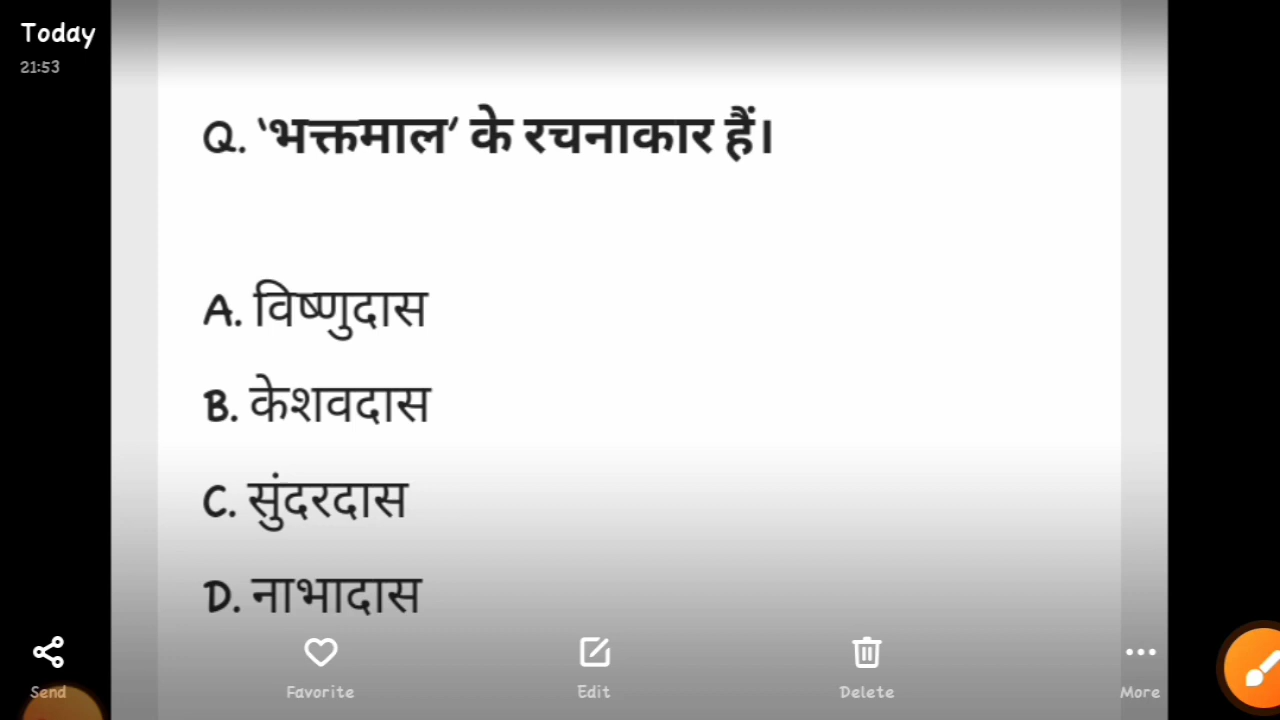 Today
21:53
Q. ‘भक्तमाल’ के रचनाकार हैं।
A. विष्णुदास
B. केशवदास
C. सुंदरदास
D. नाभादास
Send Favorite Edit Delete More